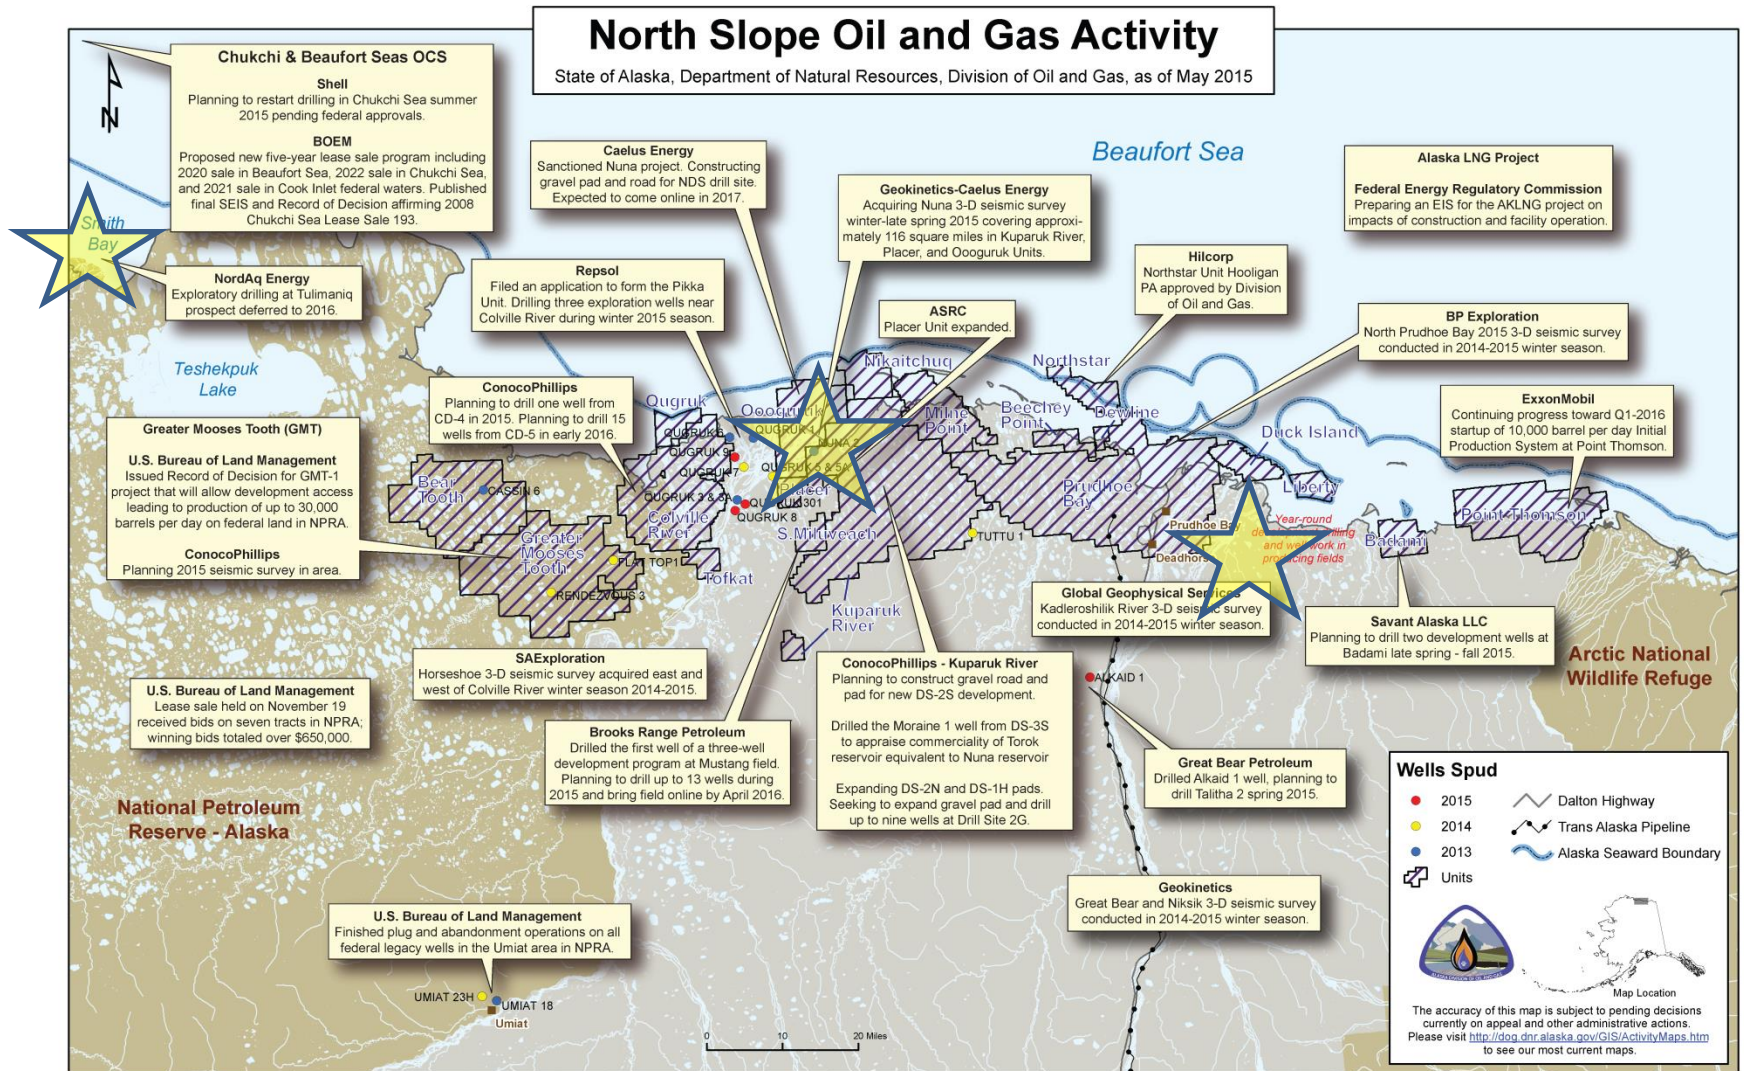 North Slope Oil and Gas Activity
State of Alaska, Department of Natural Resources, Division of Oil and Gas, as of May 2015
Chukchi & Beaufort Seas OCS
Shell
Planning to restart drilling in Chukchi Sea summer
2015 pending federal approvals.
BOEM
Proposed new five-year lease sale program including
2020 sale in Beaufort Sea, 2022 sale in Chukchi Sea,
and 2021 sale in Cook Inlet federal waters. Published
final SEIS and Record of Decision affirming 2008
Chukchi Sea Lease Sale 193.
N
Smith
Bay
NordAq Energy
Exploratory drilling at Tulimaniq
prospect deferred to 2016.
Caelus Energy
Sanctioned Nuna project. Constructing
gravel pad and road for NDS drill site.
Expected to come online in 2017.
Geokinetics-Caelus Energy
Acquiring Nuna 3-D seismic survey
winter-late spring 2015 covering approxi-
mately 116 square miles in Kuparuk River,
Placer, and Oooguruk Units.
Beaufort Sea
Alaska LNG Project
Federal Energy Regulatory Commission
Preparing an EIS for the AKLNG project on
impacts of construction and facility operation.
Repsol
Filed an application to form the Pikka
Unit. Drilling three exploration wells near
Colville River during winter 2015 season.
Hilcorp
Northstar Unit Hooligan
PA approved by Division
of Oil and Gas.
ASRC
Placer Unit expanded.
BP Exploration
North Prudhoe Bay 2015 3-D seismic survey
conducted in 2014-2015 winter season.
Teshekpuk
Lake
ConocoPhillips
Planning to drill one well from
CD-4 in 2015. Planning to drill 15
wells from CD-5 in early 2016.
ExxonMobil
Continuing progress toward Q1-2016
startup of 10,000 barrel per day Initial
Production System at Point Thomson.
Greater Mooses Tooth (GMT)
U.S. Bureau of Land Management
Issued Record of Decision for GMT-1
project that will allow development access
leading to production of up to 30,000
barrels per day on federal land in NPRA.
ConocoPhillips
Planning 2015 seismic survey in area.
Nikaitchuq
Northstar
Qugruk
Oooguruk
Milne
Point
Beechey
Point
Dewline
Duck Island
QUGRUK 6
QUGRUK 1
NUNA 2
QUGRUK 9
QUGRUK 7
QUGRUK 5 & 5A
Bear
Tooth
CASSIN 6
QUGRUK 3 & 3A
QUGRUK 301
QUGRUK 8
Placer
Colville
River
S.Miluveach
Prudhoe
Bay
Liberty
Point Thomson
Badami
Prudhoe Bay
Deadhorse
Year-round
and well work in
producing fields
Greater
Mooses
Tooth
FLAT TOP1
RENDEZVOUS 3
Tofkat
TUTTU 1
Kuparuk
River
Global Geophysical Services
Kadleroshilik River 3-D seismic survey
conducted in 2014-2015 winter season.
Savant Alaska LLC
Planning to drill two development wells at
Badami late spring - fall 2015.
Arctic National
Wildlife Refuge
SAExploration
Horseshoe 3-D seismic survey acquired east and
west of Colville River winter season 2014-2015.
ConocoPhillips - Kuparuk River
Planning to construct gravel road and
pad for new DS-2S development.
Drilled the Moraine 1 well from DS-3S
to appraise commerciality of Torok
reservoir equivalent to Nuna reservoir
Expanding DS-2N and DS-1H pads.
Seeking to expand gravel pad and drill
up to nine wells at Drill Site 2G.
ALKAID 1
U.S. Bureau of Land Management
Lease sale held on November 19
received bids on seven tracts in NPRA;
winning bids totaled over $650,000.
Brooks Range Petroleum
Drilled the first well of a three-well
development program at Mustang field.
Planning to drill up to 13 wells during
2015 and bring field online by April 2016.
Great Bear Petroleum
Drilled Alkaid 1 well, planning to
drill Talitha 2 spring 2015.
National Petroleum
Reserve - Alaska
Geokinetics
Great Bear and Niksik 3-D seismic survey
conducted in 2014-2015 winter season.
U.S. Bureau of Land Management
Finished plug and abandonment operations on all
federal legacy wells in the Umiat area in NPRA.
UMIAT 23H
UMIAT 18
Umiat
0 10 20 Miles
Wells Spud
2015
2014
2013
Units
Dalton Highway
Trans Alaska Pipeline
Alaska Seaward Boundary
ALASKA DIVISION OF OIL AND GAS
Map Location
The accuracy of this map is subject to pending decisions
currently on appeal and other administrative actions.
Please visit http://dog.dnr.alaska.gov/GIS/ActivityMaps.htm
to see our most current maps.